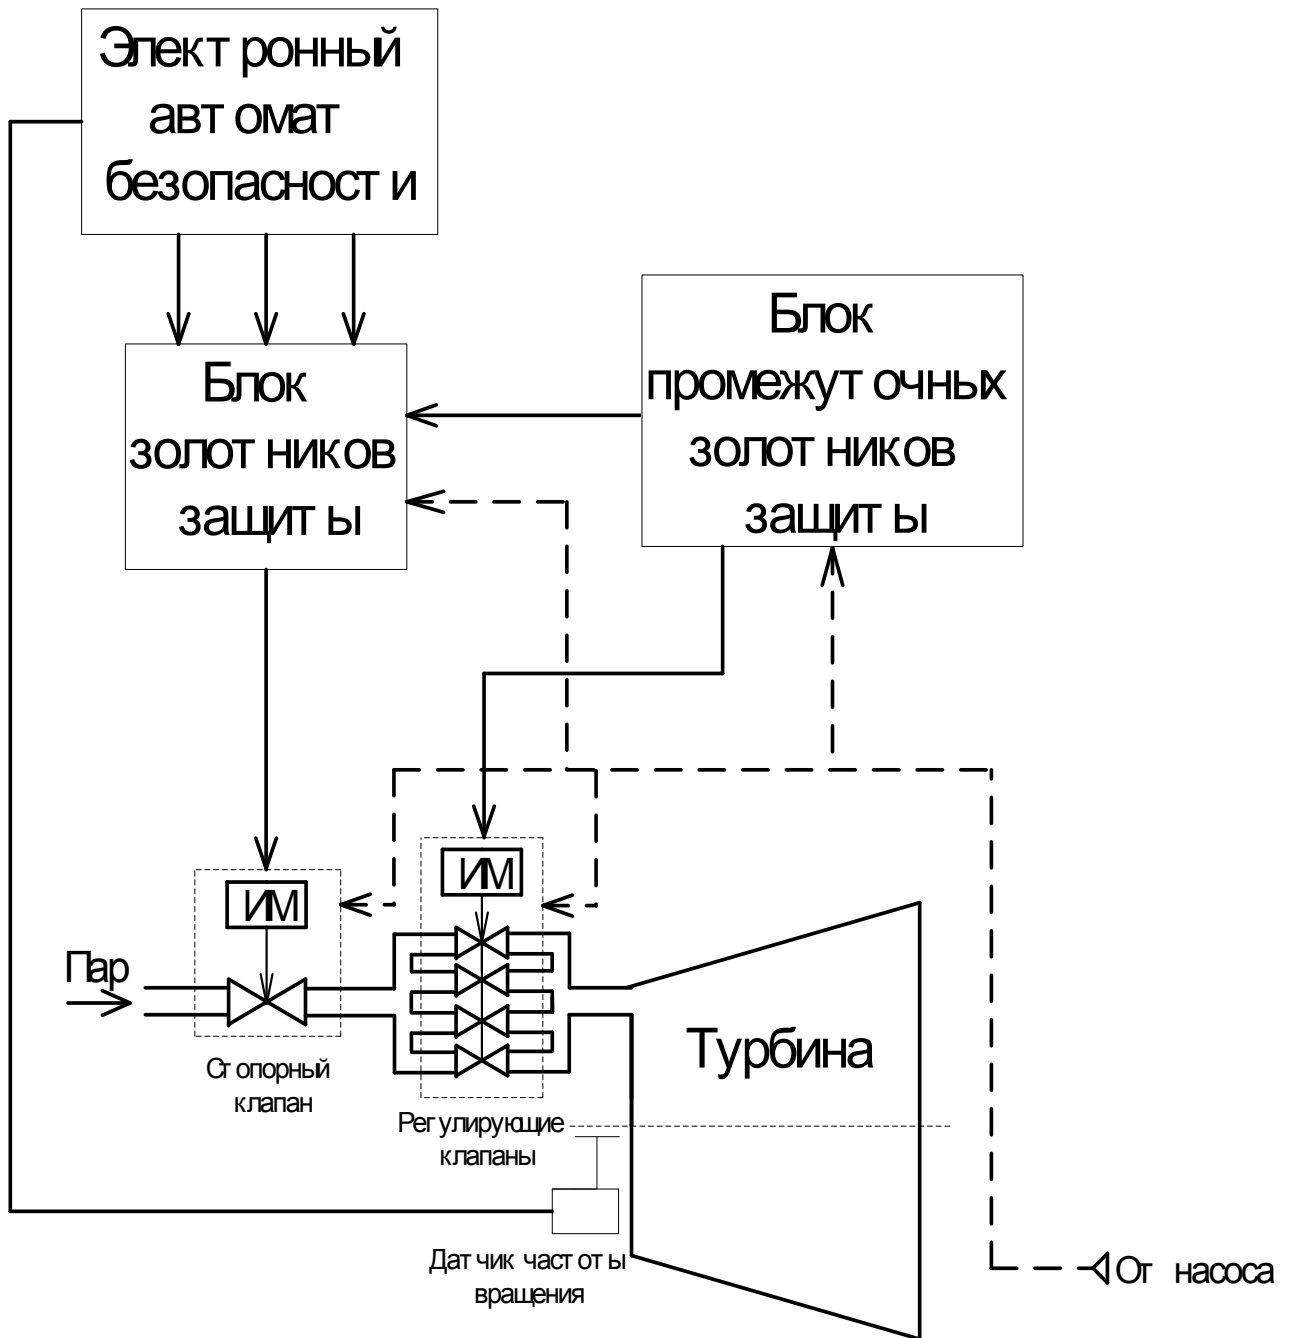 Электронный
автомат
безопасности
Блок
промежуточных
золотников
защиты
Блок
золотников
защиты
ИМ
ИМ
Пар
Стопорный
клапан
Турбина
Регулирующие
клапаны
Датчик частоты
вращения
От насоса